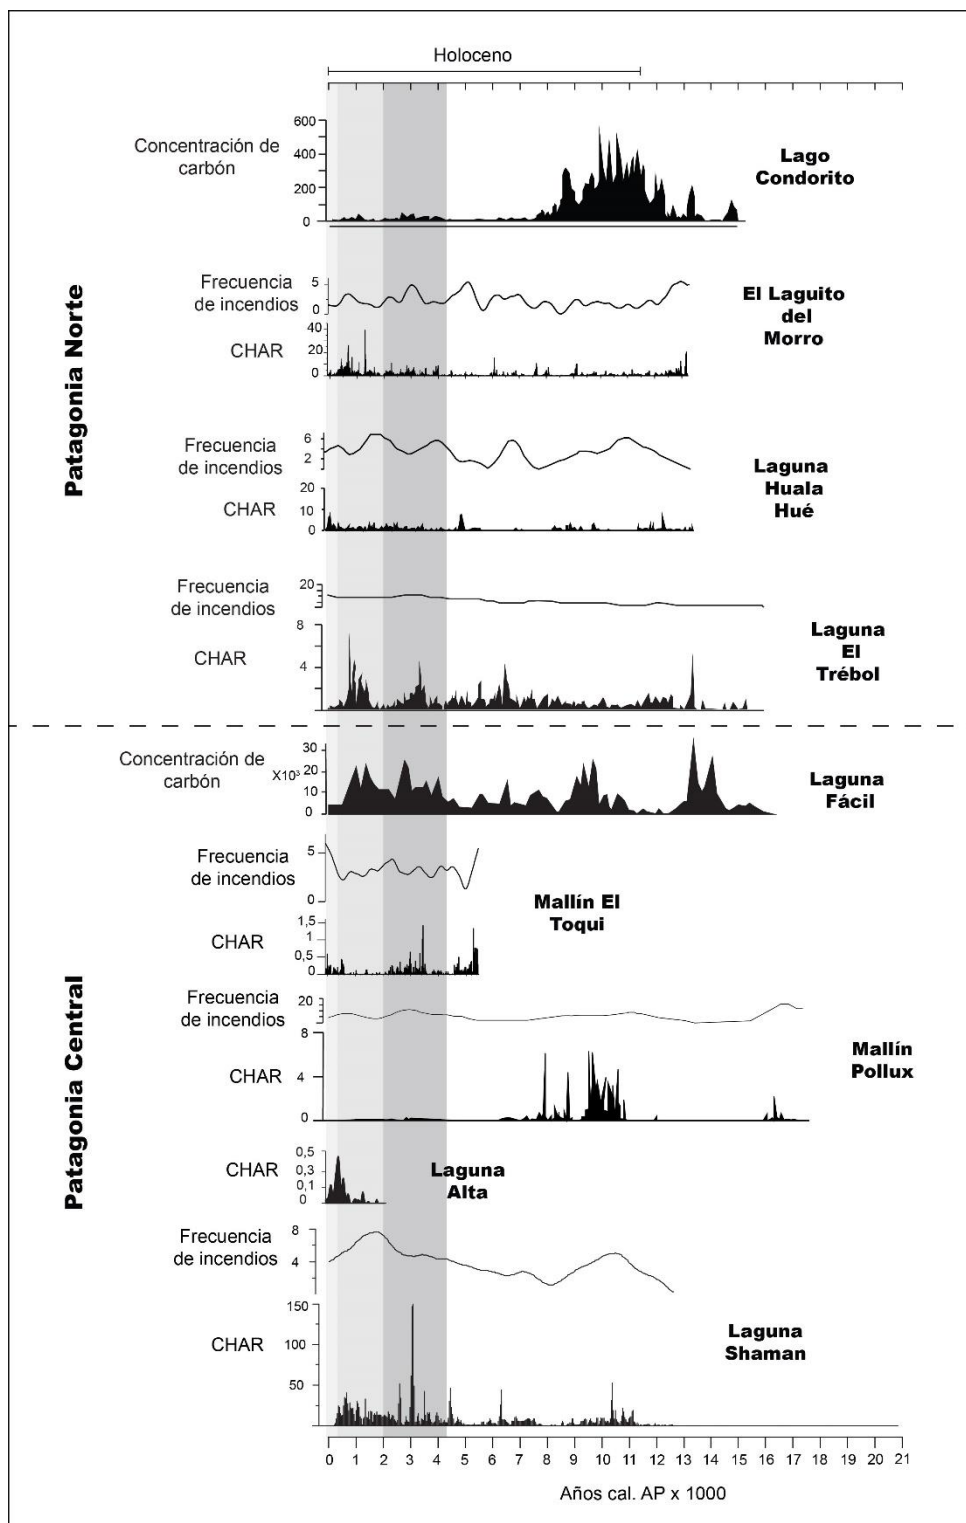 Holoceno
Patagonia Norte
Concentración de
carbón
600
400
200
0
Lago
Condorito
Frecuencia
de incendios
5
0
CHAR
40
20
0
El Laguito
del
Morro
Frecuencia
de incendios
6
2
CHAR
20
10
0
Laguna
Huala
Hué
Frecuencia
de incendios
20
CHAR
8
4
Laguna
El
Trébol
Patagonia Central
Concentración de
carbón
X10³
30
20
10
0
Laguna
Fácil
Frecuencia
de incendios
5
0
CHAR
1,5
1
0,5
0
Mallín El
Toqui
Frecuencia
de incendios
20
CHAR
8
4
0
Mallín
Pollux
CHAR
0,5
0,3
0,1
0
Laguna
Alta
Frecuencia
de incendios
8
4
CHAR
150
100
50
Laguna
Shaman
0 1 2 3 4 5 6 7 8 9 10 11 12 13 14 15 16 17 18 19 20 21
Años cal. AP x 1000